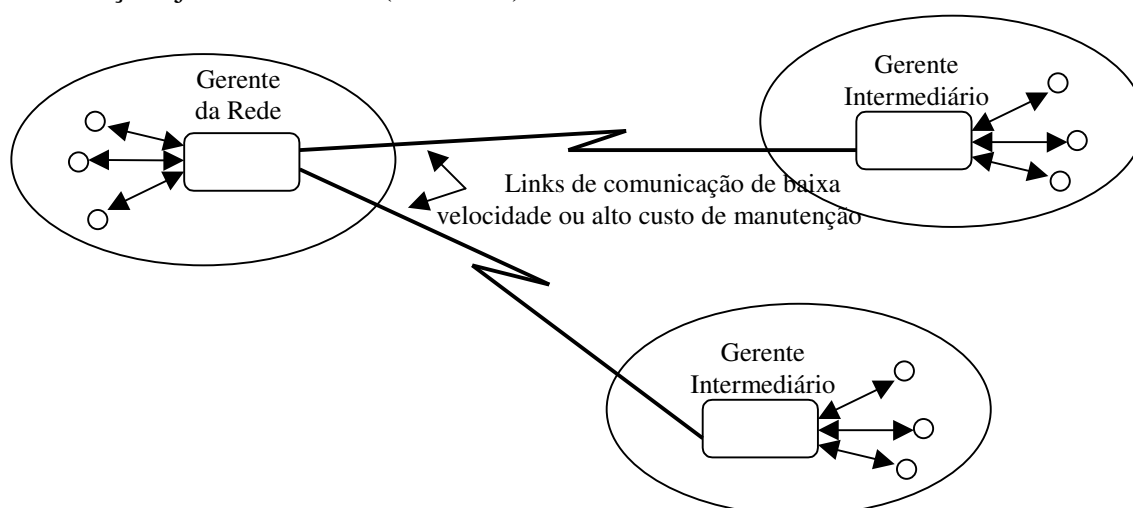 Gerente
da Rede
Gerente
Intermediário
Links de comunicação de baixa
velocidade ou alto custo de manutenção
Gerente
Intermediário